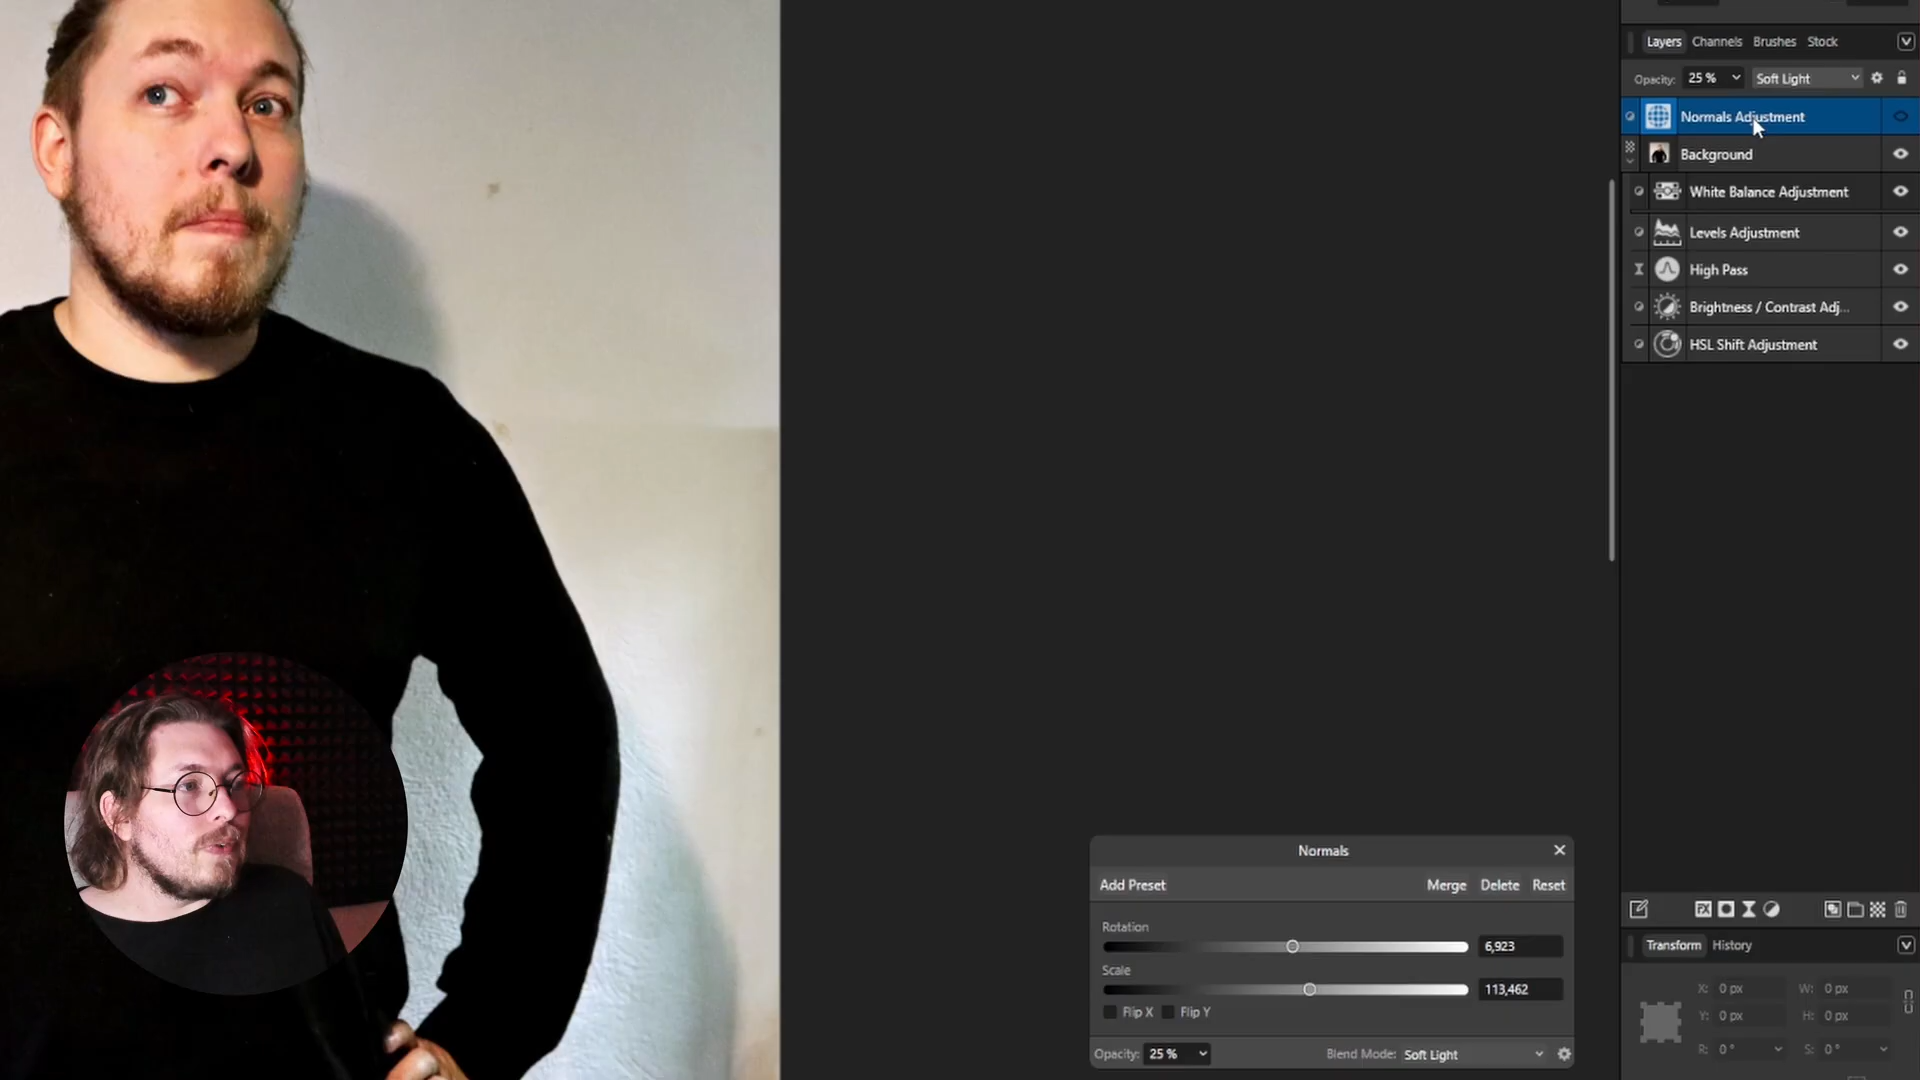 Layers Channels Brushes Stock
Opacity: 25 % Soft Light
Normals Adjustment
Background
White Balance Adjustment
Levels Adjustment
High Pass
Brightness / Contrast Adj...
HSL Shift Adjustment
Normals
Add Preset Merge Delete Reset
Rotation
6,923
Scale
113,462
Flip X Flip Y
Opacity: 25 % Blend Mode: Soft Light
Transform History
X: 0 px W: 0 px
Y: 0 px H: 0 px
R: 0 ° S: 0 °